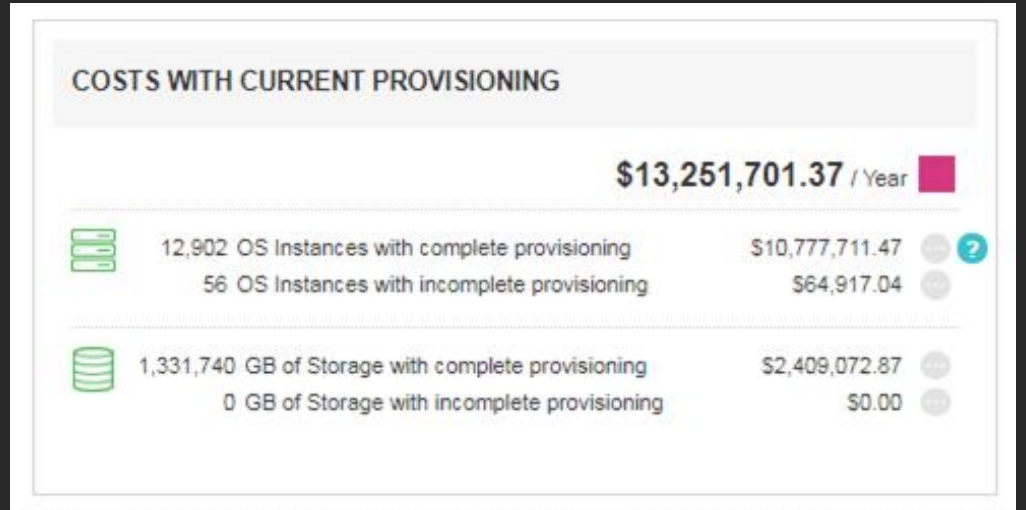 COSTS WITH CURRENT PROVISIONING
$13,251,701.37 / Year
12,902 OS Instances with complete provisioning $10,777,711.47 ?
56 OS Instances with incomplete provisioning $64,917.04
1,331,740 GB of Storage with complete provisioning $2,409,072.87
0 GB of Storage with incomplete provisioning $0.00